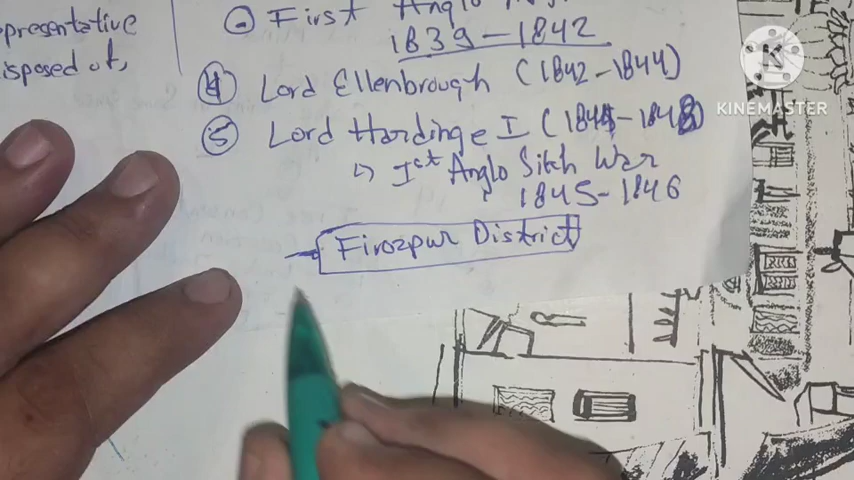 presentative
isposed of,
First Anglo
1839-1842
4 Lord Ellenbrough (1842-1844)
5 Lord Hardinge I (1844-1848)
Ist Anglo Sikh War
1845-1846
Firozpur District
K
KINEMASTER